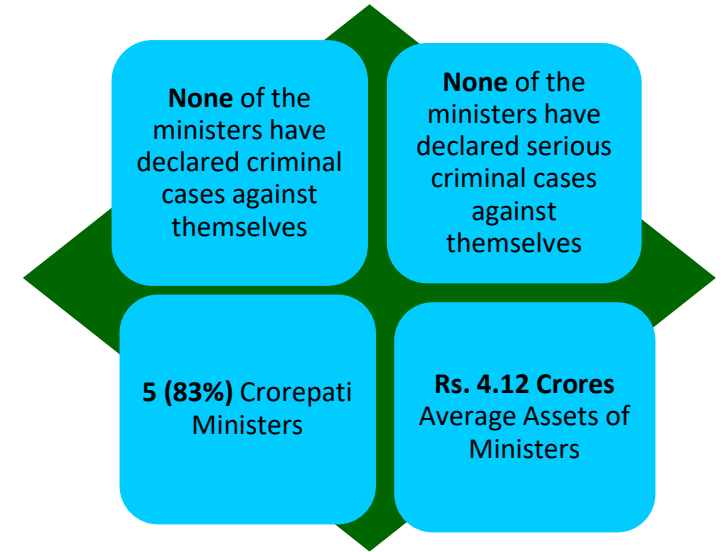 None of the
ministers have
declared criminal
cases against
themselves
None of the
ministers have
declared serious
criminal cases
against
themselves
5 (83%) Crorepati
Ministers
Rs. 4.12 Crores
Average Assets of
Ministers